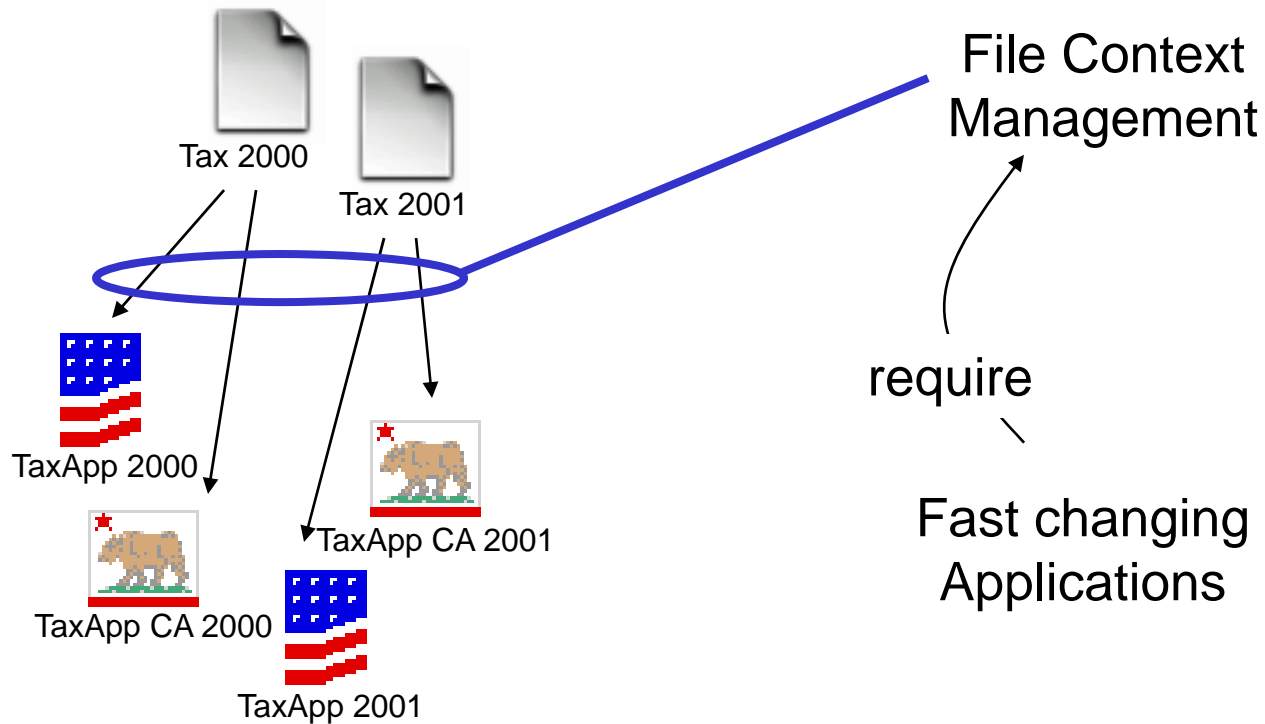 Tax 2000
Tax 2001
TaxApp 2000
TaxApp CA 2000
TaxApp CA 2001
TaxApp 2001
File Context
Management
require
Fast changing
Applications